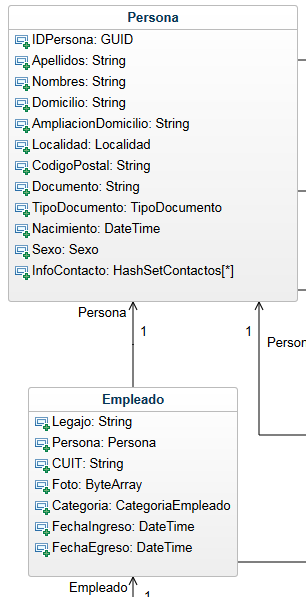 Persona
IDPersona: GUID
Apellidos: String
Nombres: String
Domicilio: String
AmpliacionDomicilio: String
Localidad: Localidad
CodigoPostal: String
Documento: String
TipoDocumento: TipoDocumento
Nacimiento: DateTime
Sexo: Sexo
InfoContacto: HashSetContactos[*]
Persona
1
1
Person
Empleado
Legajo: String
Persona: Persona
CUIT: String
Foto: ByteArray
Categoria: CategoriaEmpleado
FechaIngreso: DateTime
FechaEgreso: DateTime
Empleado
1